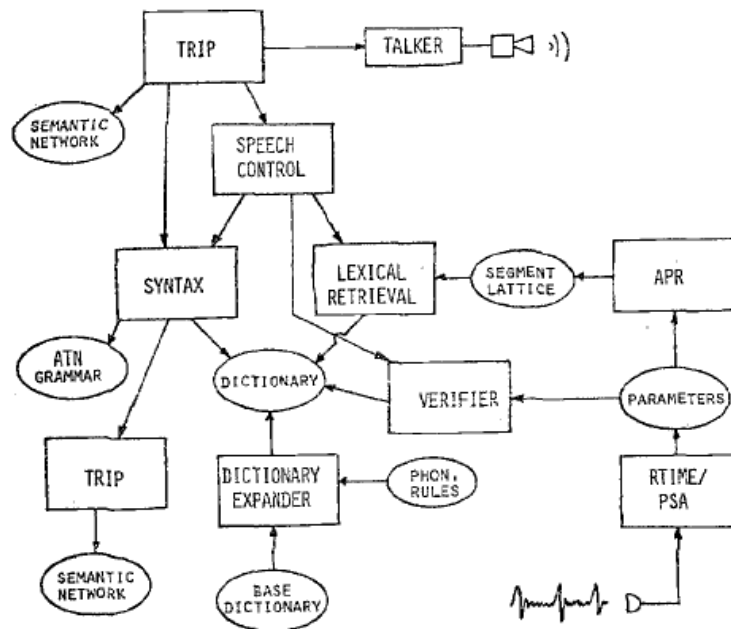 TRIP
TALKER
SEMANTIC
NETWORK
SPEECH
CONTROL
SYNTAX
LEXICAL
RETRIEVAL
SEGMENT
LATTICE
APR
ATN
GRAMMAR
DICTIONARY
VERIFIER
PARAMETERS
TRIP
DICTIONARY
EXPANDER
PHON.
RULES
RTIME/
PSA
SEMANTIC
NETWORK
BASE
DICTIONARY